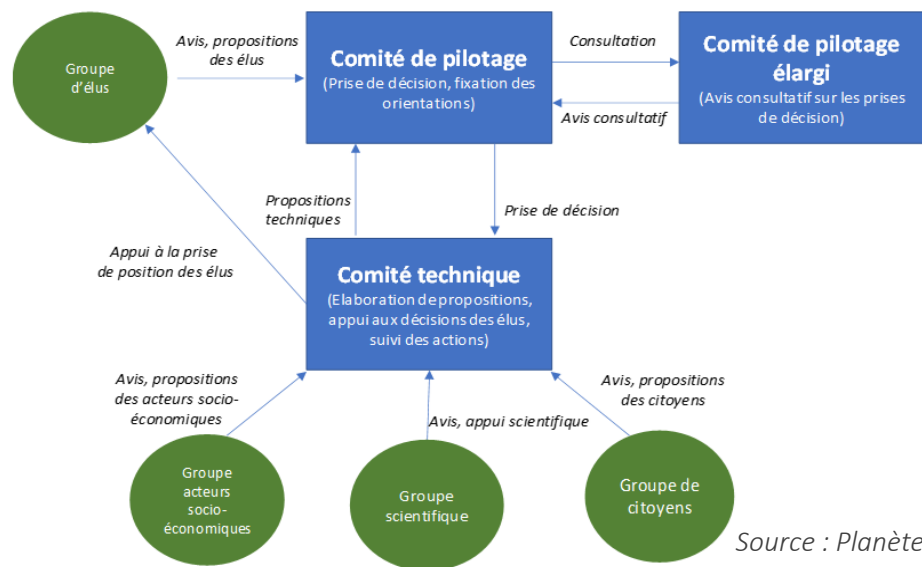 Groupe
d'élus
Avis, propositions
des élus
Comité de pilotage
(Prise de décision, fixation des
orientations)
Consultation
Avis consultatif
Comité de pilotage
élargi
(Avis consultatif sur les prises
de décision)
Propositions
techniques
Prise de décision
Appui à la prise
de position des élus
Comité technique
(Elaboration de propositions,
appui aux décisions des élus,
suivi des actions)
Avis, propositions
des acteurs socio-
économiques
Avis, appui scientifique
Avis, propositions
des citoyens
Groupe
acteurs
socio-
économiques
Groupe
scientifique
Groupe de
citoyens
Source : Planète